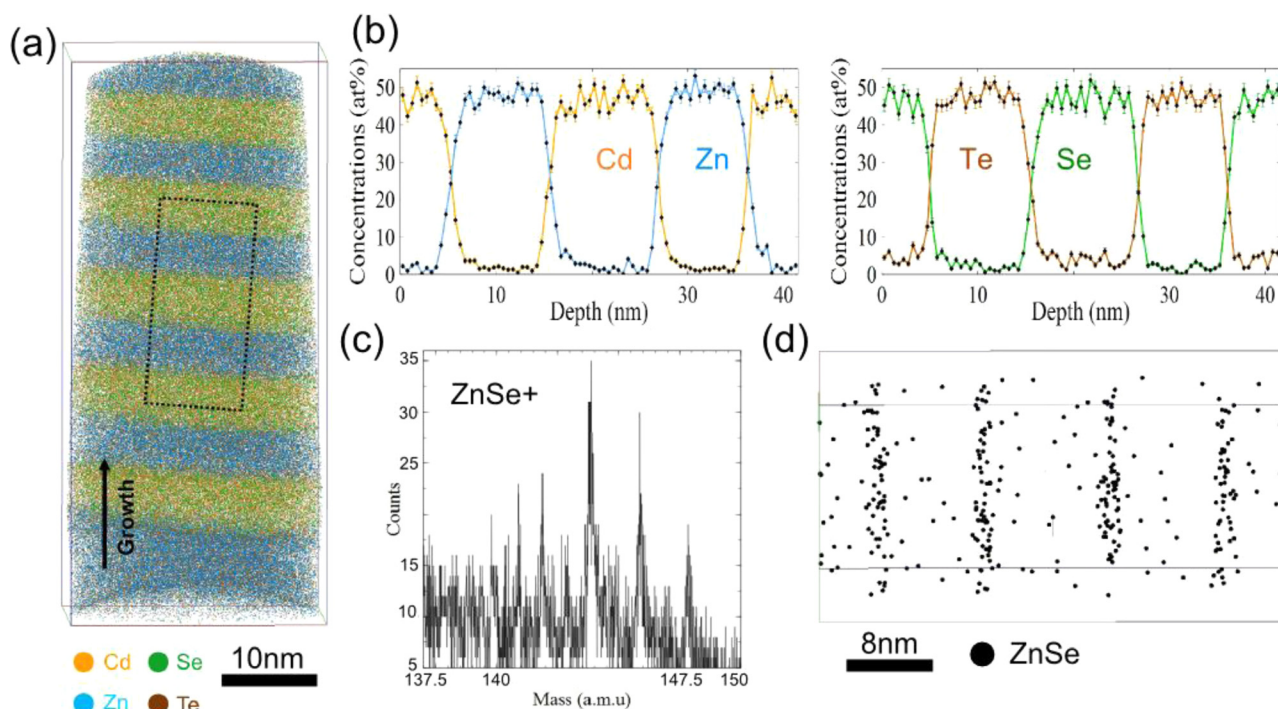 (a)
Growth
Cd
Se
Zn
Te
10nm
(b)
Concentrations (at%)
50
40
30
20
10
0
Cd
Zn
0
10
20
30
40
Depth (nm)
Concentrations (at%)
50
40
30
20
10
0
Te
Se
0
10
20
30
40
Depth (nm)
(c)
ZnSe+
Counts
35
30
25
15
10
5
137.5
140
147.5
150
Mass (a.m.u)
(d)
8nm
ZnSe